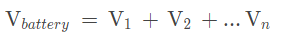 V_battery = V_1 + V_2 + ... V_n